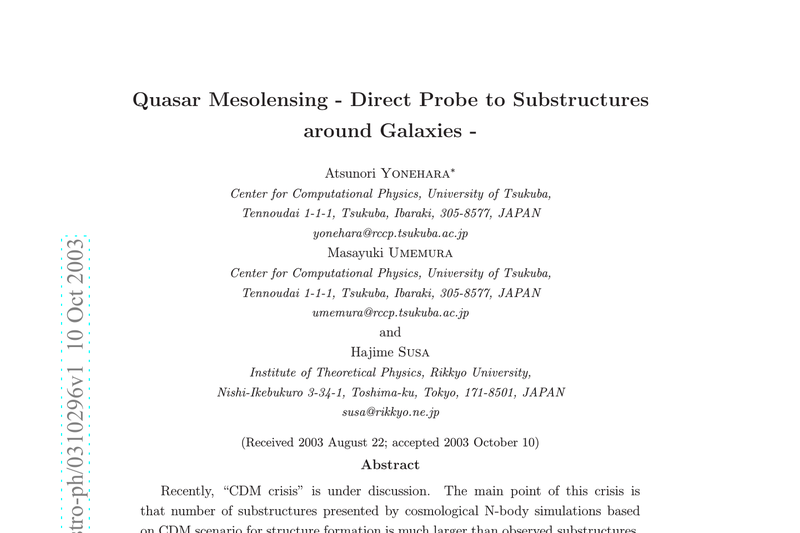 Quasar Mesolensing - Direct Probe to Substructures
around Galaxies -
Atsunori YONEHARA*
Center for Computational Physics, University of Tsukuba,
Tennoudai 1-1-1, Tsukuba, Ibaraki, 305-8577, JAPAN
yonehara@rccp.tsukuba.ac.jp
Masayuki UMEMURA
Center for Computational Physics, University of Tsukuba,
Tennoudai 1-1-1, Tsukuba, Ibaraki, 305-8577, JAPAN
umemura@rccp.tsukuba.ac.jp
and
Hajime SUSA
Institute of Theoretical Physics, Rikkyo University,
Nishi-Ikebukuro 3-34-1, Toshima-ku, Tokyo, 171-8501, JAPAN
susa@rikkyo.ne.jp
(Received 2003 August 22; accepted 2003 October 10)
Abstract
Recently, “CDM crisis” is under discussion. The main point of this crisis is
that number of substructures presented by cosmological N-body simulations based
on CDM scenario for structure formation is much larger than observed substructures.
stro-ph/0310296v1 10 Oct 2003